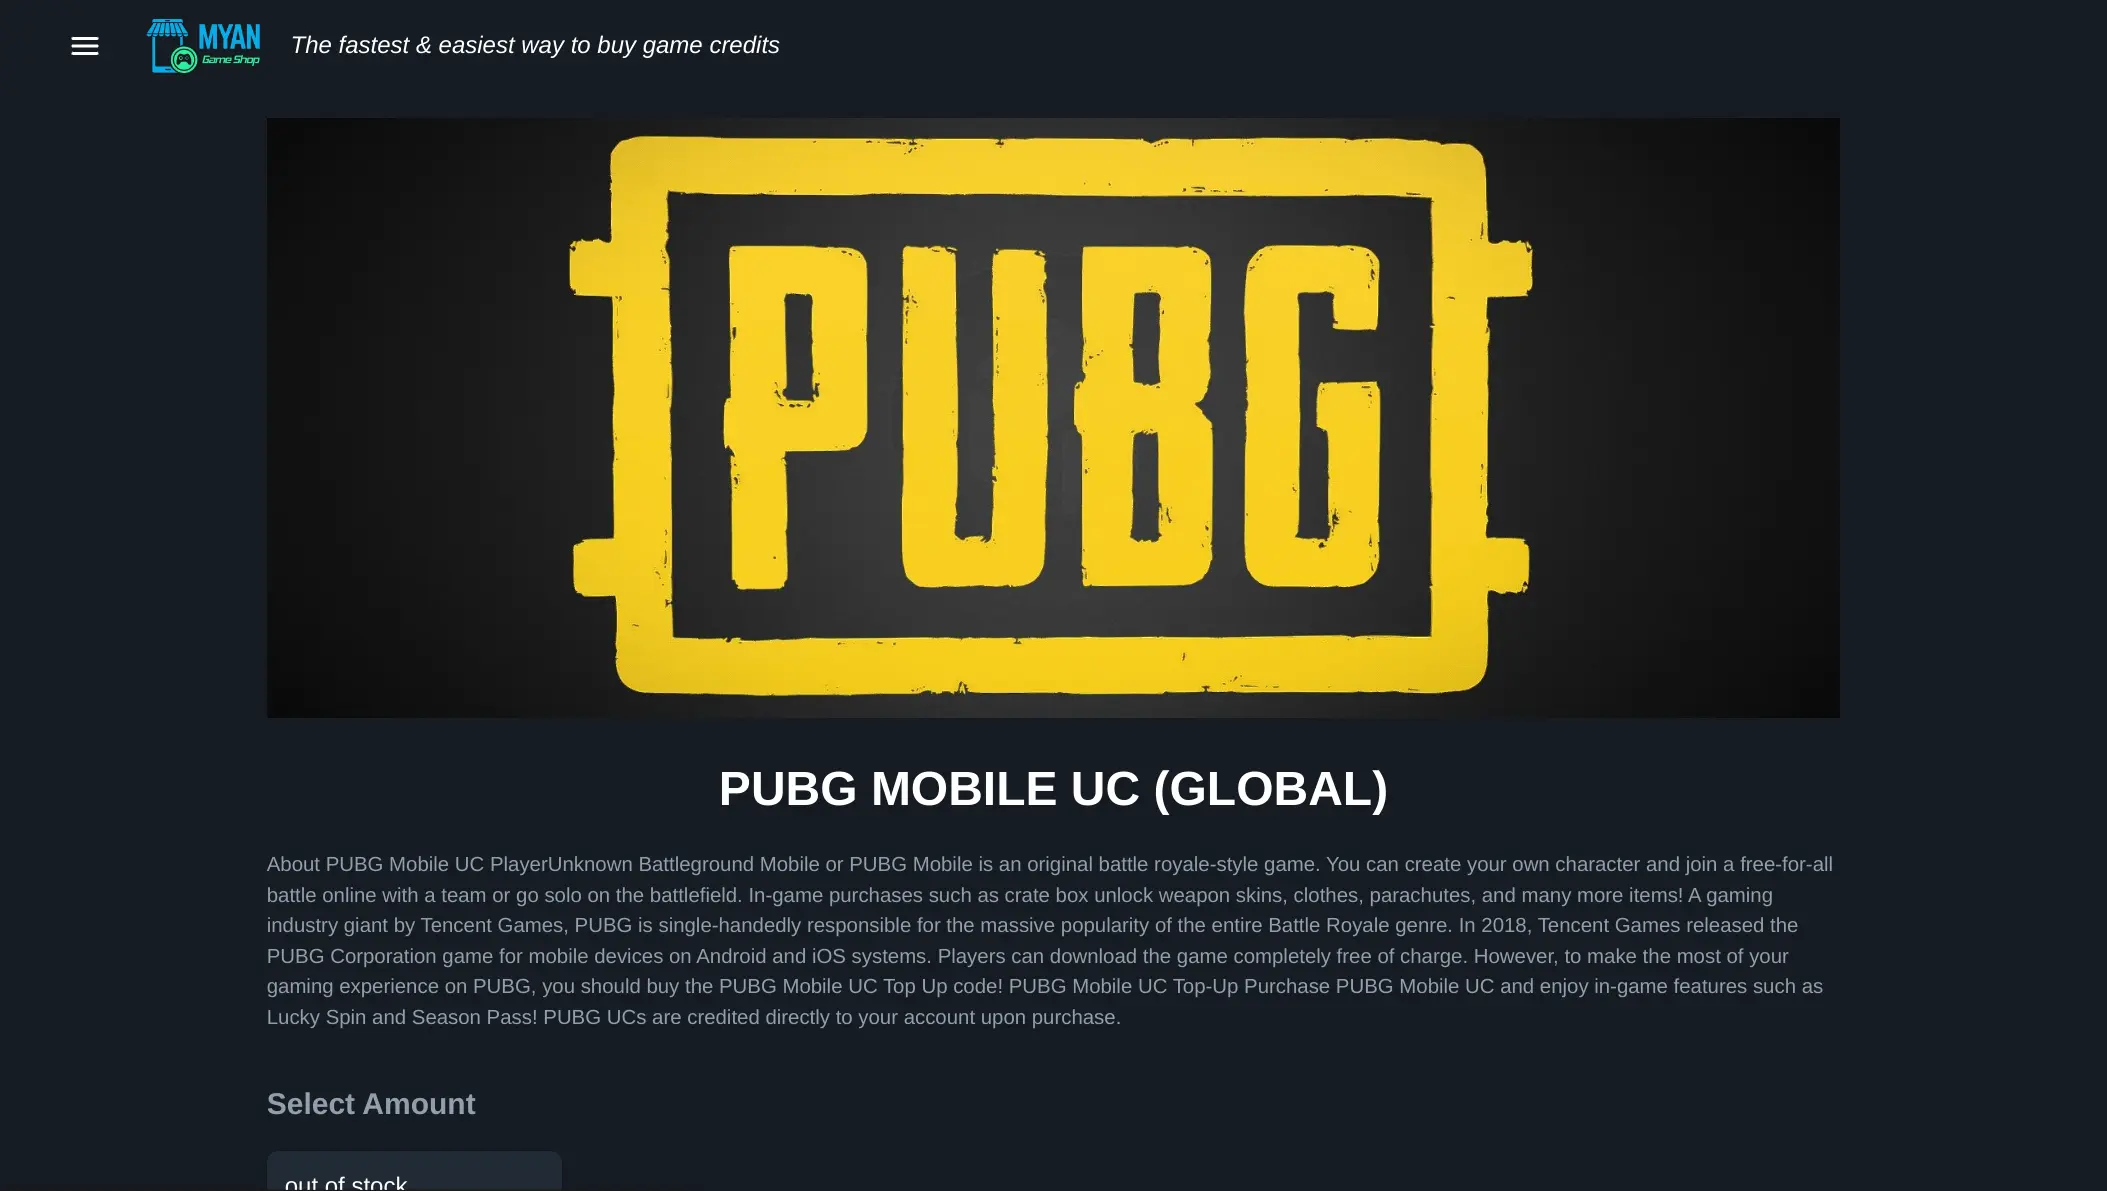 MYAN
Game Shop
The fastest & easiest way to buy game credits
PUBG
PUBG MOBILE UC (GLOBAL)
About PUBG Mobile UC PlayerUnknown Battleground Mobile or PUBG Mobile is an original battle royale-style game. You can create your own character and join a free-for-all
battle online with a team or go solo on the battlefield. In-game purchases such as crate box unlock weapon skins, clothes, parachutes, and many more items! A gaming
industry giant by Tencent Games, PUBG is single-handedly responsible for the massive popularity of the entire Battle Royale genre. In 2018, Tencent Games released the
PUBG Corporation game for mobile devices on Android and iOS systems. Players can download the game completely free of charge. However, to make the most of your
gaming experience on PUBG, you should buy the PUBG Mobile UC Top Up code! PUBG Mobile UC Top-Up Purchase PUBG Mobile UC and enjoy in-game features such as
Lucky Spin and Season Pass! PUBG UCs are credited directly to your account upon purchase.
Select Amount
out of stock